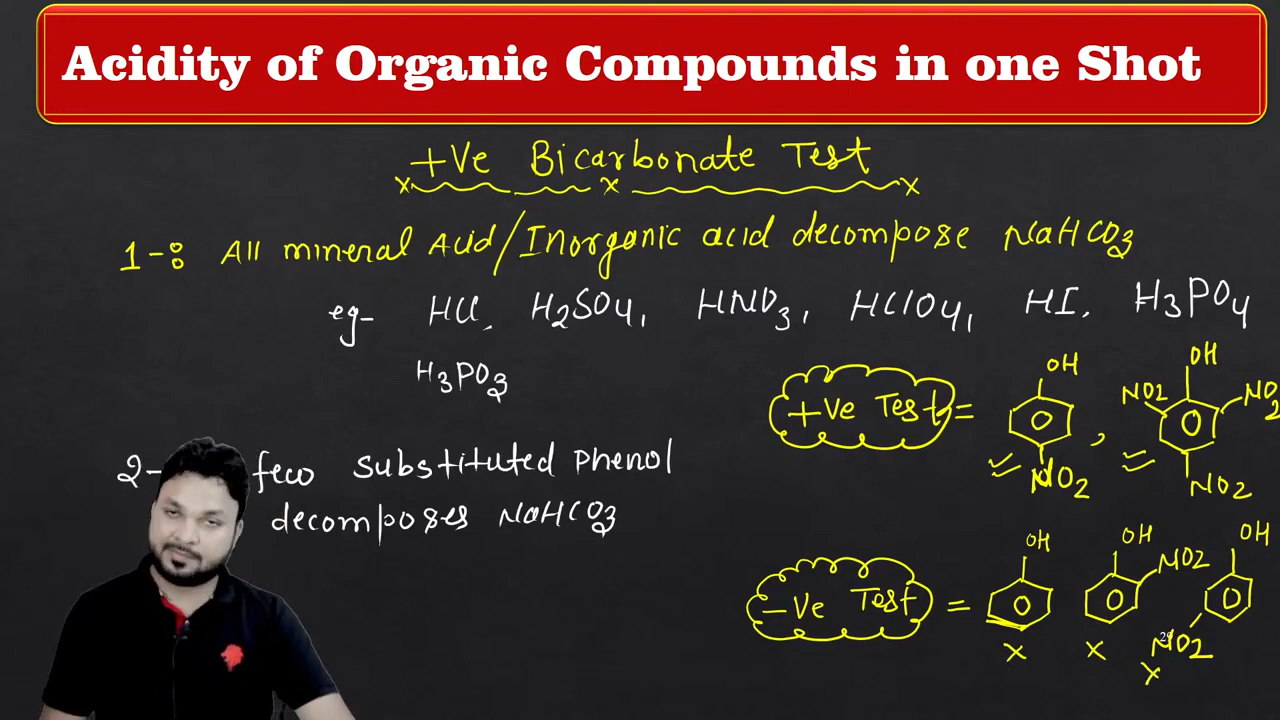 Acidity of Organic Compounds in one Shot
+Ve Bicarbonate Test
1-: All mineral Acid/Inorganic acid decompose NaHCO3
eg- HCl, H2SO4, HNO3, HClO4, HI, H3PO4
H3PO3
+Ve Test = OH NO2, OH NO2 NO2 NO2
2- few substituted phenol
decomposes NaHCO3
-Ve Test = OH OH NO2 OH NO2
x x x